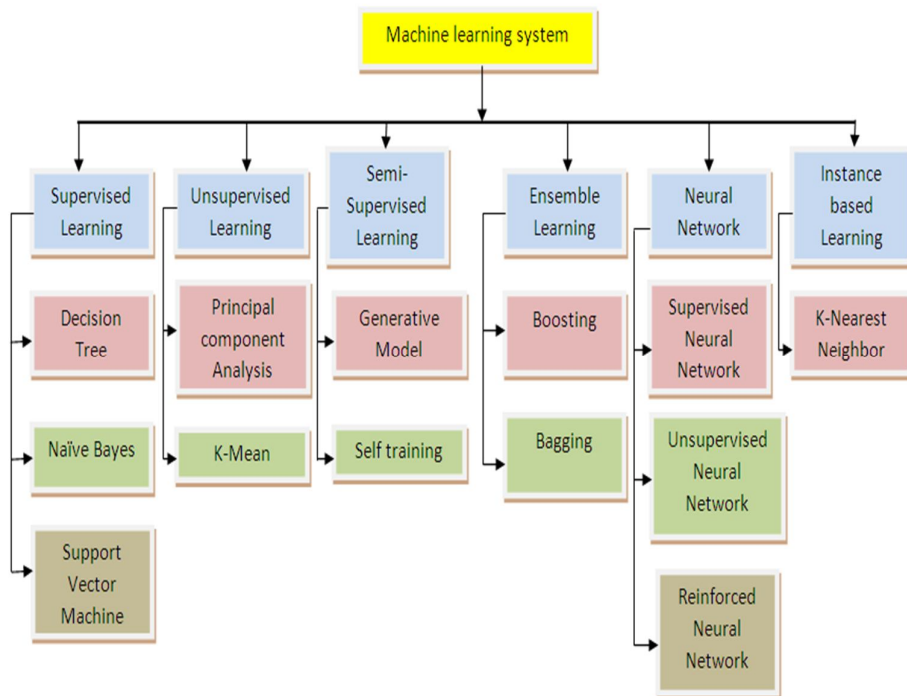 Machine learning system
Supervised
Learning
Unsupervised
Learning
Semi-
Supervised
Learning
Ensemble
Learning
Neural
Network
Instance
based
Learning
Decision
Tree
Principal
component
Analysis
Generative
Model
Boosting
Supervised
Neural
Network
K-Nearest
Neighbor
Naïve Bayes
K-Mean
Self training
Bagging
Unsupervised
Neural
Network
Support
Vector
Machine
Reinforced
Neural
Network